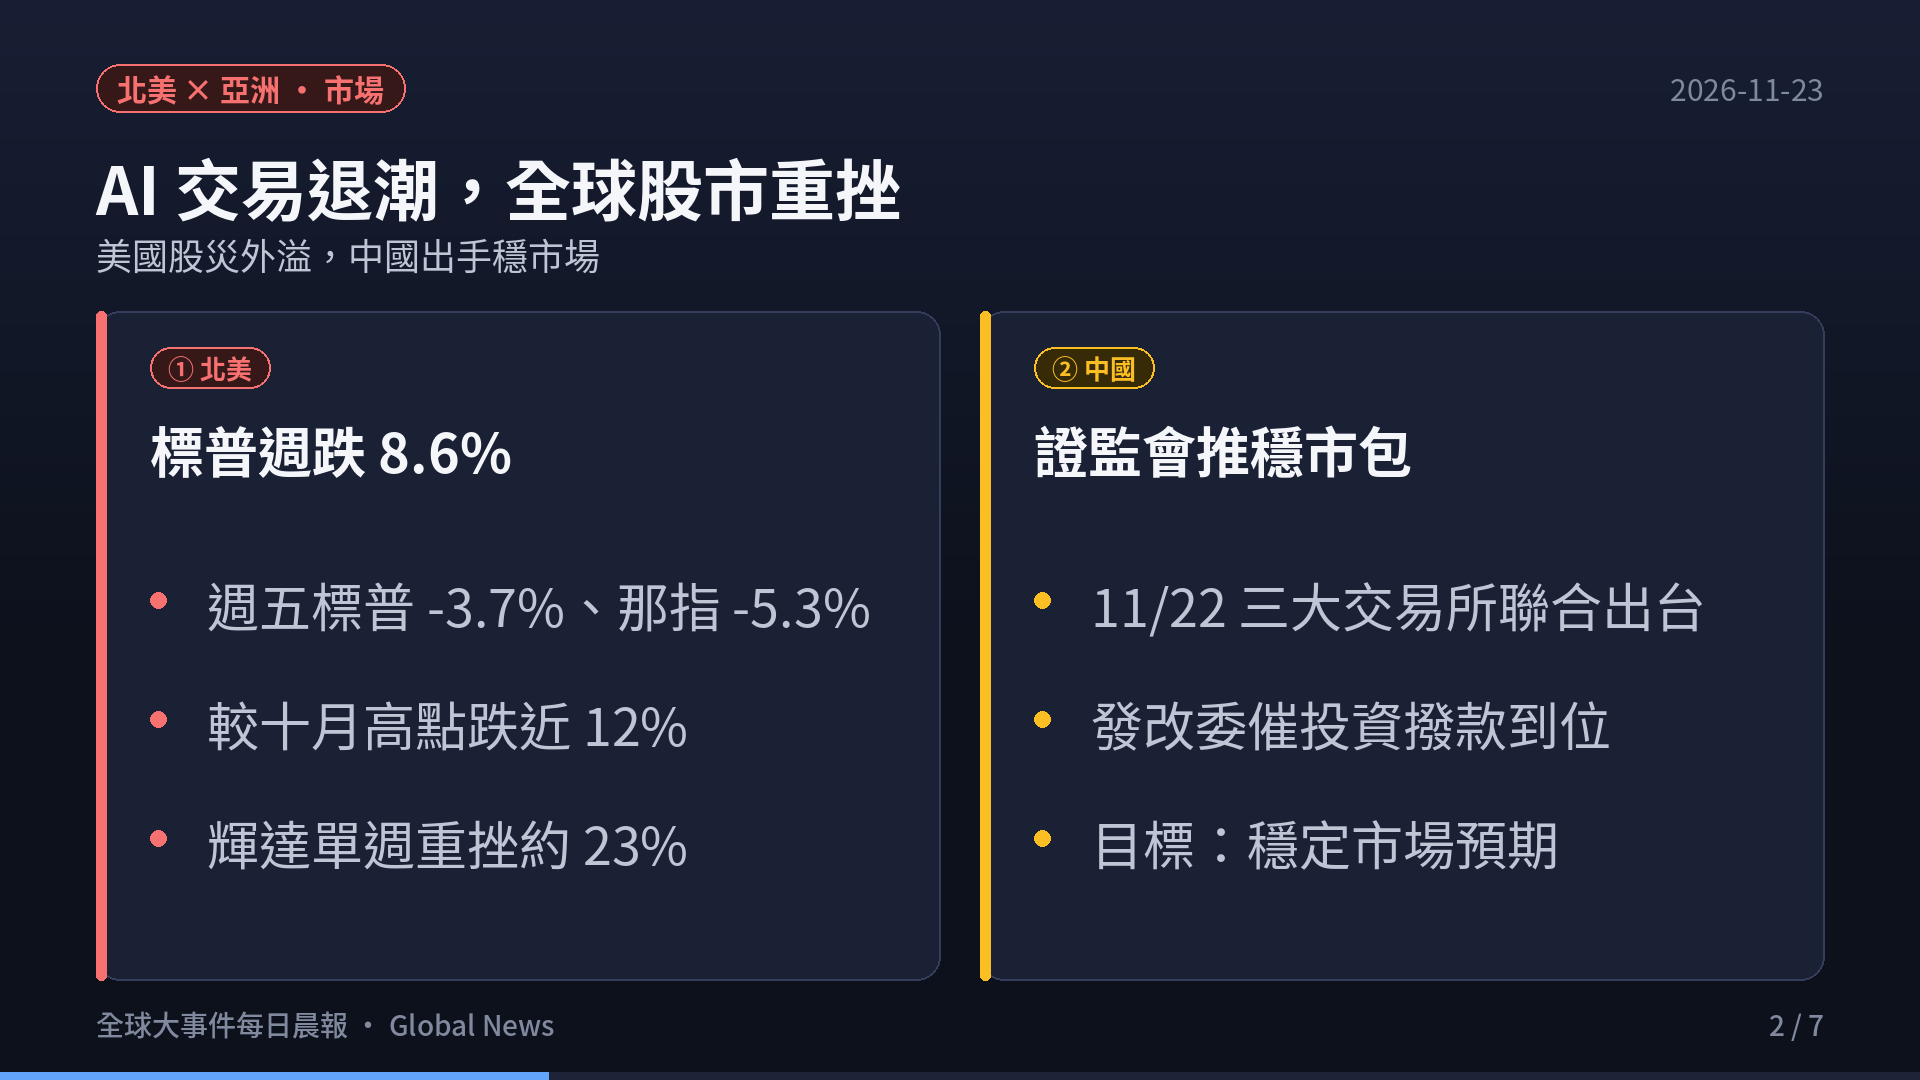 北美 × 亞洲 · 市場
2026-11-23
AI 交易退潮，全球股市重挫
美國股災外溢，中國出手穩市場
① 北美
標普週跌 8.6%
• 週五標普 -3.7%、那指 -5.3%
• 較十月高點跌近 12%
• 輝達單週重挫約 23%
② 中國
證監會推穩市包
• 11/22 三大交易所聯合出台
• 發改委催投資撥款到位
• 目標：穩定市場預期
全球大事件每日晨報 · Global News
2 / 7